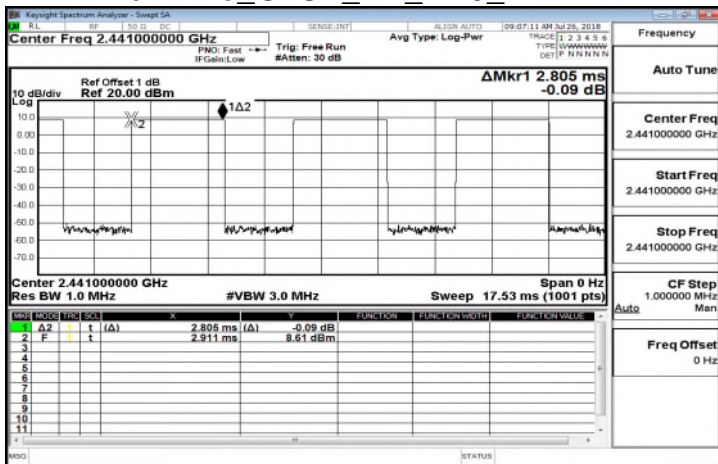 Keysight Spectrum Analyzer - Swept SA
RL RF 50 Ω DC SENSE:INT ALIGN AUTO 09:07:11 AM Jul 26, 2018
Center Freq 2.441000000 GHz
PNO: Fast
IFGain:Low
Trig: Free Run
#Atten: 30 dB
Avg Type: Log-Pwr
TRACE 1 2 3 4 5 6
TYPE WWWWWW
DET P N N N N N
Ref Offset 1 dB
10 dB/div Ref 20.00 dBm
Log
ΔMkr1 2.805 ms
-0.09 dB
1Δ2
2
10.0
0.00
-10.0
-20.0
-30.0
-40.0
-50.0
-60.0
-70.0
Center 2.441000000 GHz Span 0 Hz
Res BW 1.0 MHz #VBW 3.0 MHz Sweep 17.53 ms (1001 pts)
MKR MODE TRC SCL X Y FUNCTION FUNCTION WIDTH FUNCTION VALUE
1 Δ2 1 t (Δ) 2.805 ms (Δ) -0.09 dB
2 F 1 t 2.911 ms 8.61 dBm
3
4
5
6
7
8
9
10
11
MSG STATUS
Frequency
Auto Tune
Center Freq
2.441000000 GHz
Start Freq
2.441000000 GHz
Stop Freq
2.441000000 GHz
CF Step
1.000000 MHz
Auto Man
Freq Offset
0 Hz